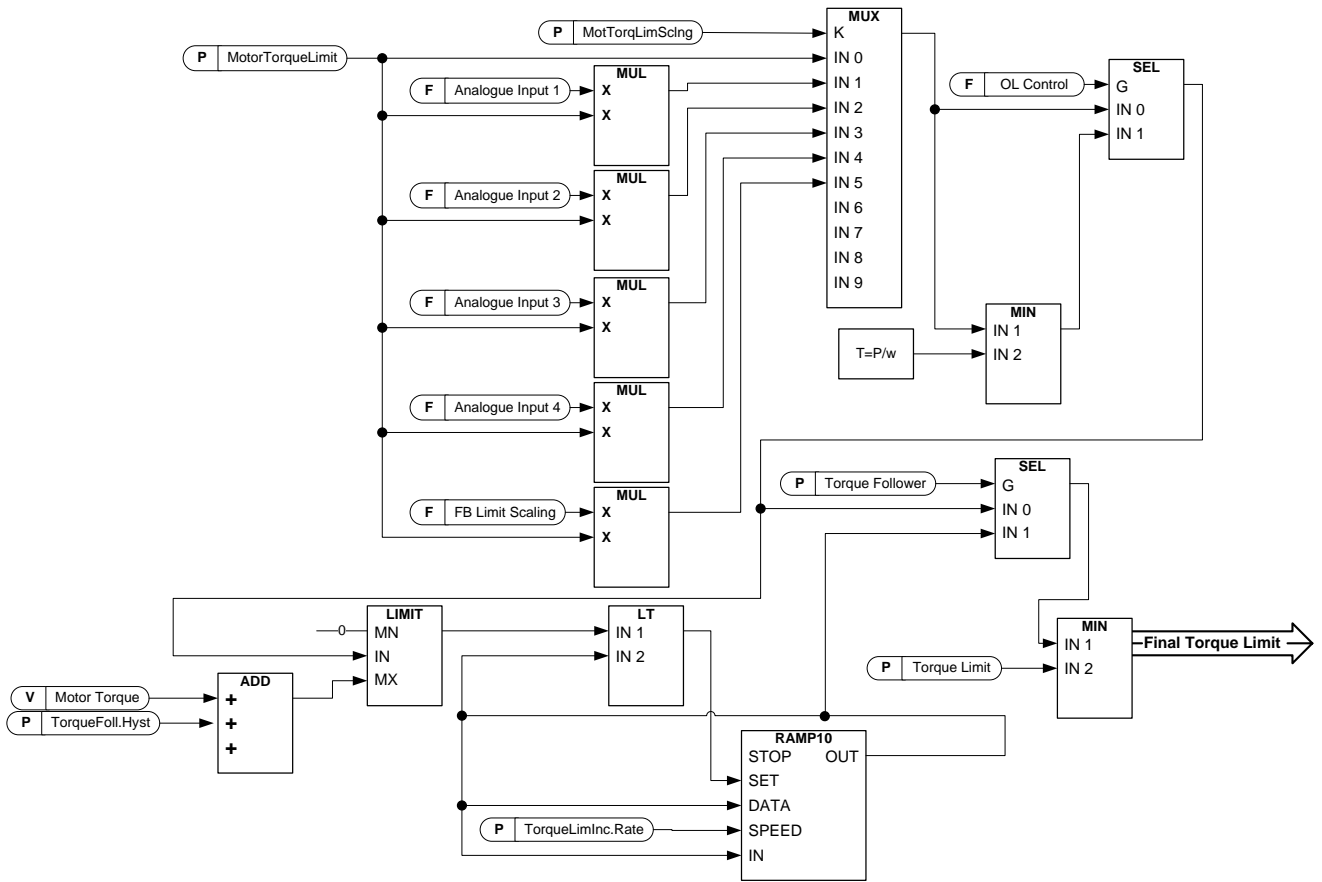 MUX
P MotTorqLimSclng
K
P MotorTorqueLimit
IN 0
IN 1
IN 2
IN 3
IN 4
IN 5
IN 6
IN 7
IN 8
IN 9
MUL
F Analogue Input 1
X
X
MUL
F Analogue Input 2
X
X
MUL
F Analogue Input 3
X
X
MUL
F Analogue Input 4
X
X
MUL
F FB Limit Scaling
X
X
SEL
F OL Control
G
IN 0
IN 1
MIN
IN 1
T=P/w
IN 2
SEL
P Torque Follower
G
IN 0
IN 1
LIMIT
0
MN
IN
MX
LT
IN 1
IN 2
MIN
IN 1
Final Torque Limit
P Torque Limit
IN 2
ADD
V Motor Torque
+
P TorqueFoll.Hyst
+
+
RAMP10
STOP OUT
SET
DATA
P TorqueLimInc.Rate
SPEED
IN